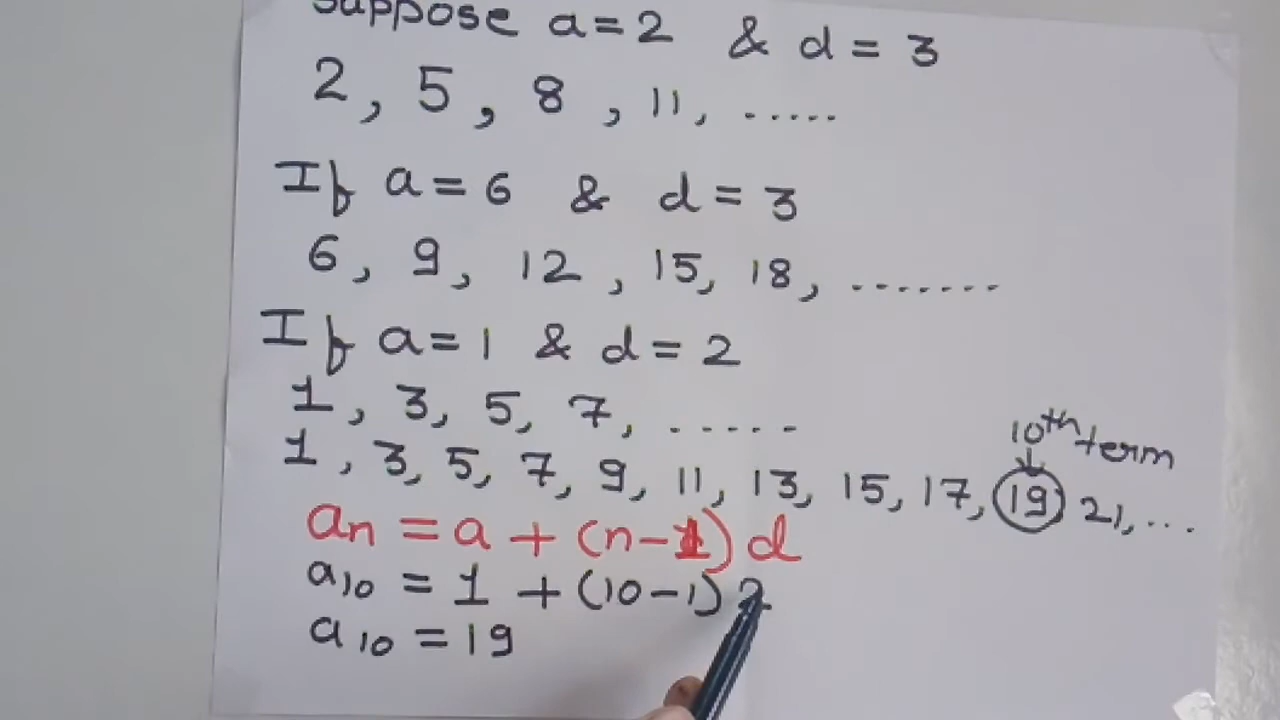 Suppose a = 2 & d = 3
2, 5, 8, 11, .....
If a = 6 & d = 3
6, 9, 12, 15, 18, .......
If a = 1 & d = 2
1, 3, 5, 7, .....
10th term
↓
1, 3, 5, 7, 9, 11, 13, 15, 17, 19, 21, ...
an = a + (n-1) d
a10 = 1 + (10-1) 2
a10 = 19